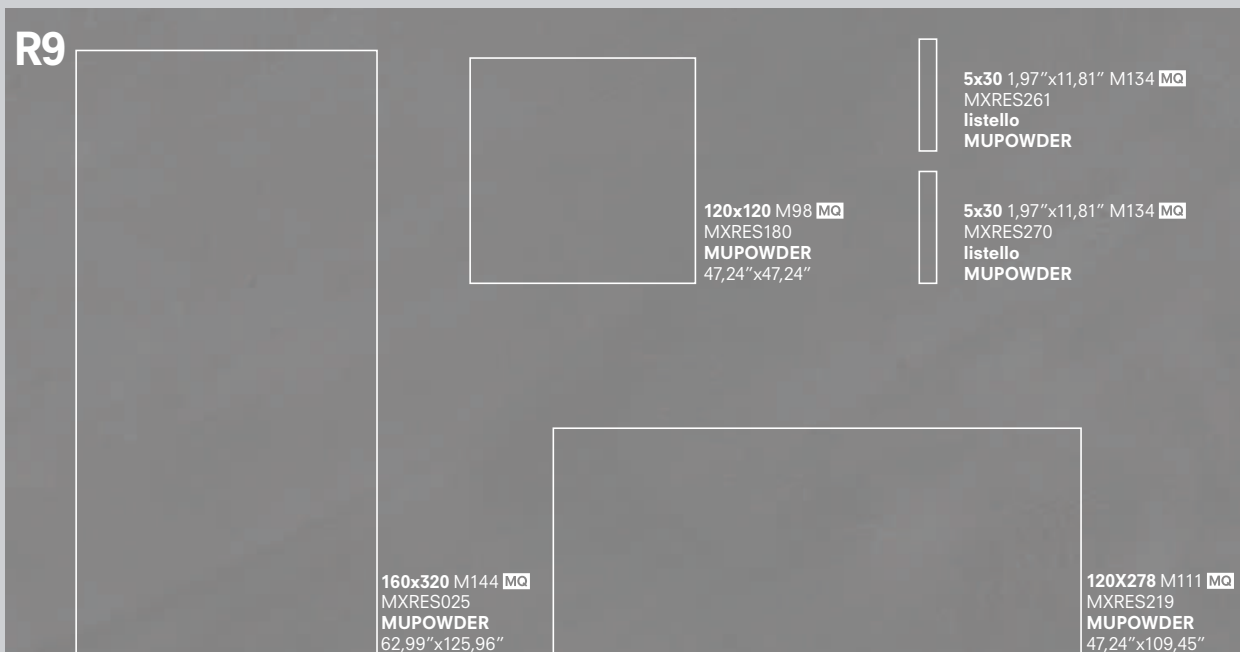 R9
5x30 1,97″x11,81″ M134 MQ
MXRES261
listello
MUPOWDER
120x120 M98 MQ
MXRES180
MUPOWDER
47,24″x47,24″
5x30 1,97″x11,81″ M134 MQ
MXRES270
listello
MUPOWDER
160x320 M144 MQ
MXRES025
MUPOWDER
62,99″x125,96″
120X278 M111 MQ
MXRES219
MUPOWDER
47,24″x109,45″